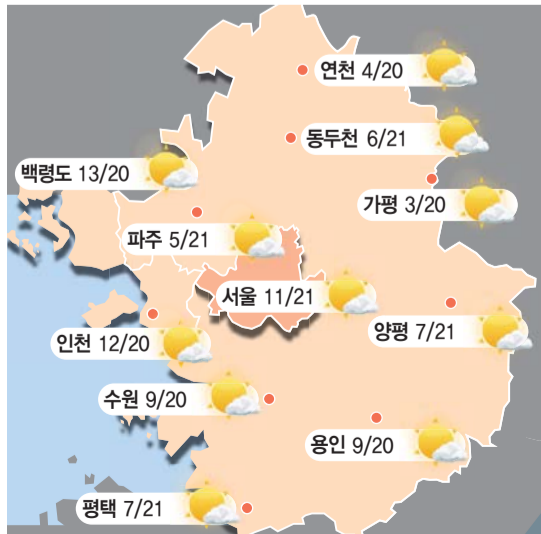 연천 4/20
동두천 6/21
백령도 13/20
가평 3/20
파주 5/21
서울 11/21
양평 7/21
인천 12/20
수원 9/20
용인 9/20
평택 7/21